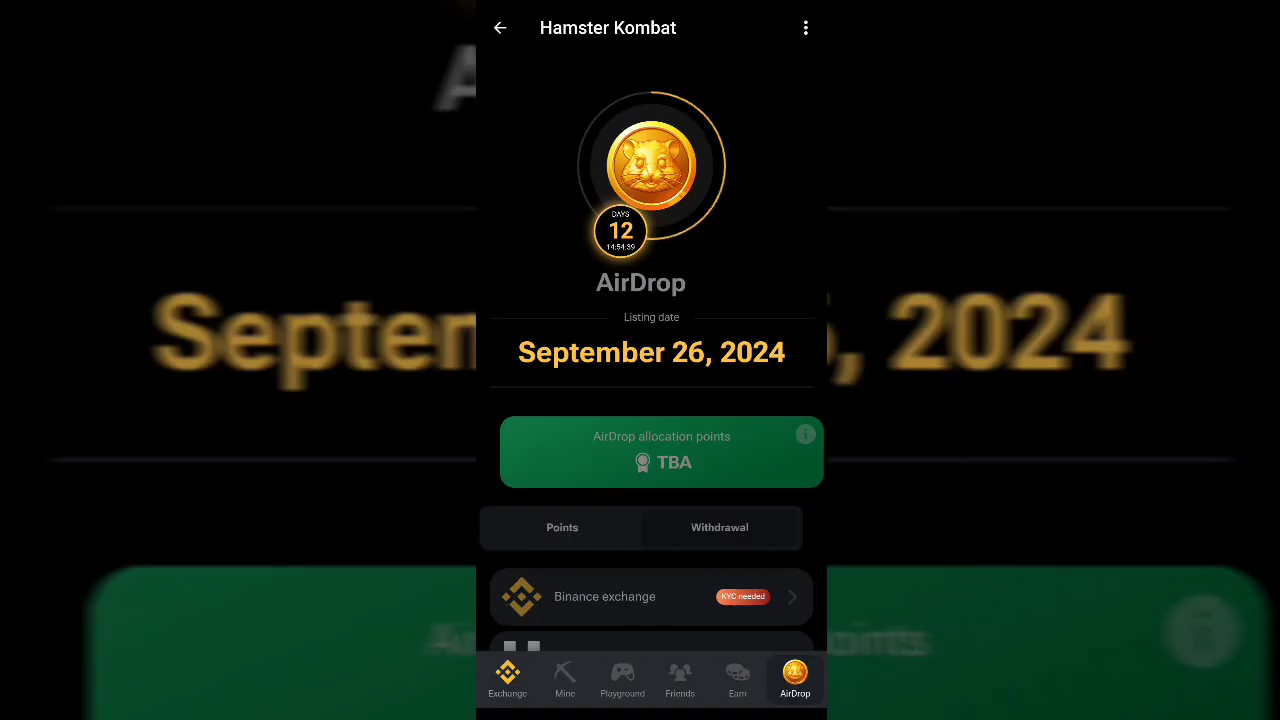 Hamster Kombat
DAYS
12
14:54:39
AirDrop
Listing date
September 26, 2024
AirDrop allocation points
TBA
Points
Withdrawal
Binance exchange
KYC needed
Exchange
Mine
Playground
Friends
Earn
AirDrop